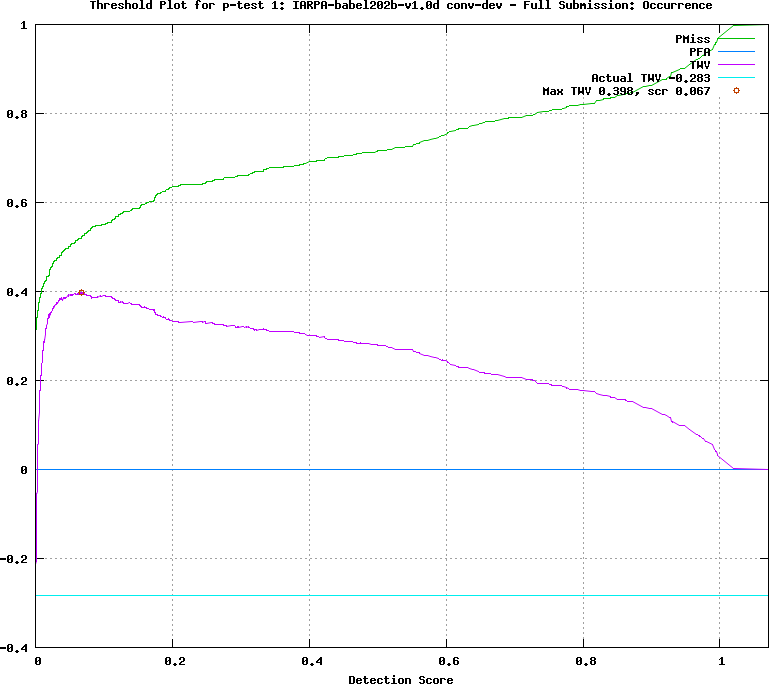 Threshold Plot for p-test 1: IARPA-babel202b-v1.0d conv-dev - Full Submission: Occurrence
1
PMiss
PFA
TWV
Actual TWV -0.283
Max TWV 0.398, scr 0.067
0.8
0.6
0.4
0.2
0
-0.2
-0.4
0 0.2 0.4 0.6 0.8 1
Detection Score